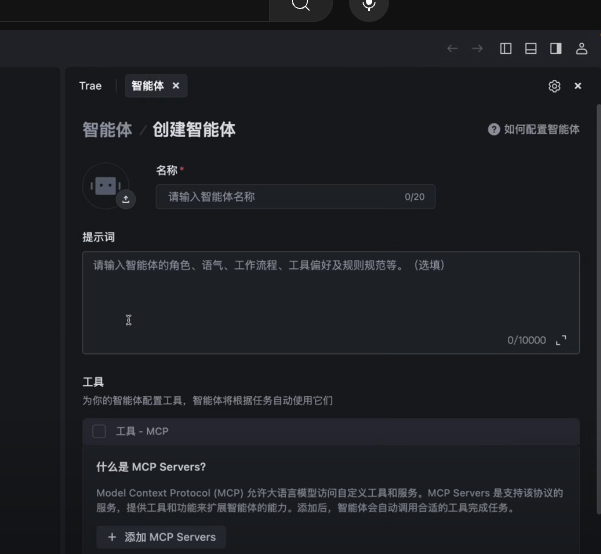 Trae
智能体
智能体 / 创建智能体
如何配置智能体
名称*
请输入智能体名称
0/20
提示词
请输入智能体的角色、语气、工作流程、工具偏好及规则规范等。（选填）
0/10000
工具
为你的智能体配置工具，智能体将根据任务自动使用它们
工具 - MCP
什么是 MCP Servers?
Model Context Protocol (MCP) 允许大语言模型访问自定义工具和服务。MCP Servers 是支持该协议的
服务，提供工具和功能来扩展智能体的能力。添加后，智能体会自动调用合适的工具完成任务。
+ 添加 MCP Servers